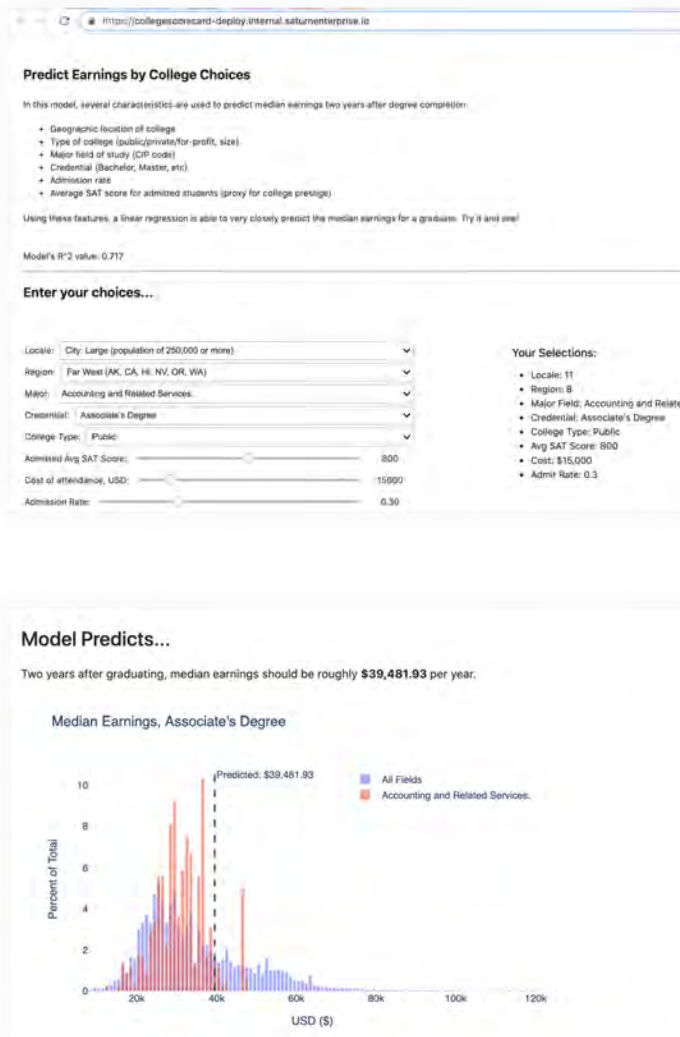 https://collegescorecard-deploy.internal.saturnenterprise.io
Predict Earnings by College Choices
In this model, several characteristics are used to predict median earnings two years after degree completion:
Geographic location of college
Type of college (public/private/for-profit, size)
Major field of study (CIP code)
Credential (Bachelor, Master, etc)
Admission rate
Average SAT score for admitted students (proxy for college prestige)
Using these features, a linear regression is able to very closely predict the median earnings for a graduate. Try it and see!
Model's R^2 value: 0.717
Enter your choices...
Locale: City: Large (population of 250,000 or more)
Region: Far West (AK, CA, HI, NV, OR, WA)
Major: Accounting and Related Services.
Credential: Associate's Degree
College Type: Public
Admitted Avg SAT Score: 800
Cost of attendance, USD: 15000
Admission Rate: 0.30
Your Selections:
Locale: 11
Region: 8
Major Field: Accounting and Relate
Credential: Associate's Degree
College Type: Public
Avg SAT Score: 800
Cost: $15,000
Admit Rate: 0.3
Model Predicts...
Two years after graduating, median earnings should be roughly $39,481.93 per year.
Median Earnings, Associate's Degree
Predicted: $39,481.93
All Fields
Accounting and Related Services.
Percent of Total
10
8
6
4
2
0
20k 40k 60k 80k 100k 120k
USD ($)